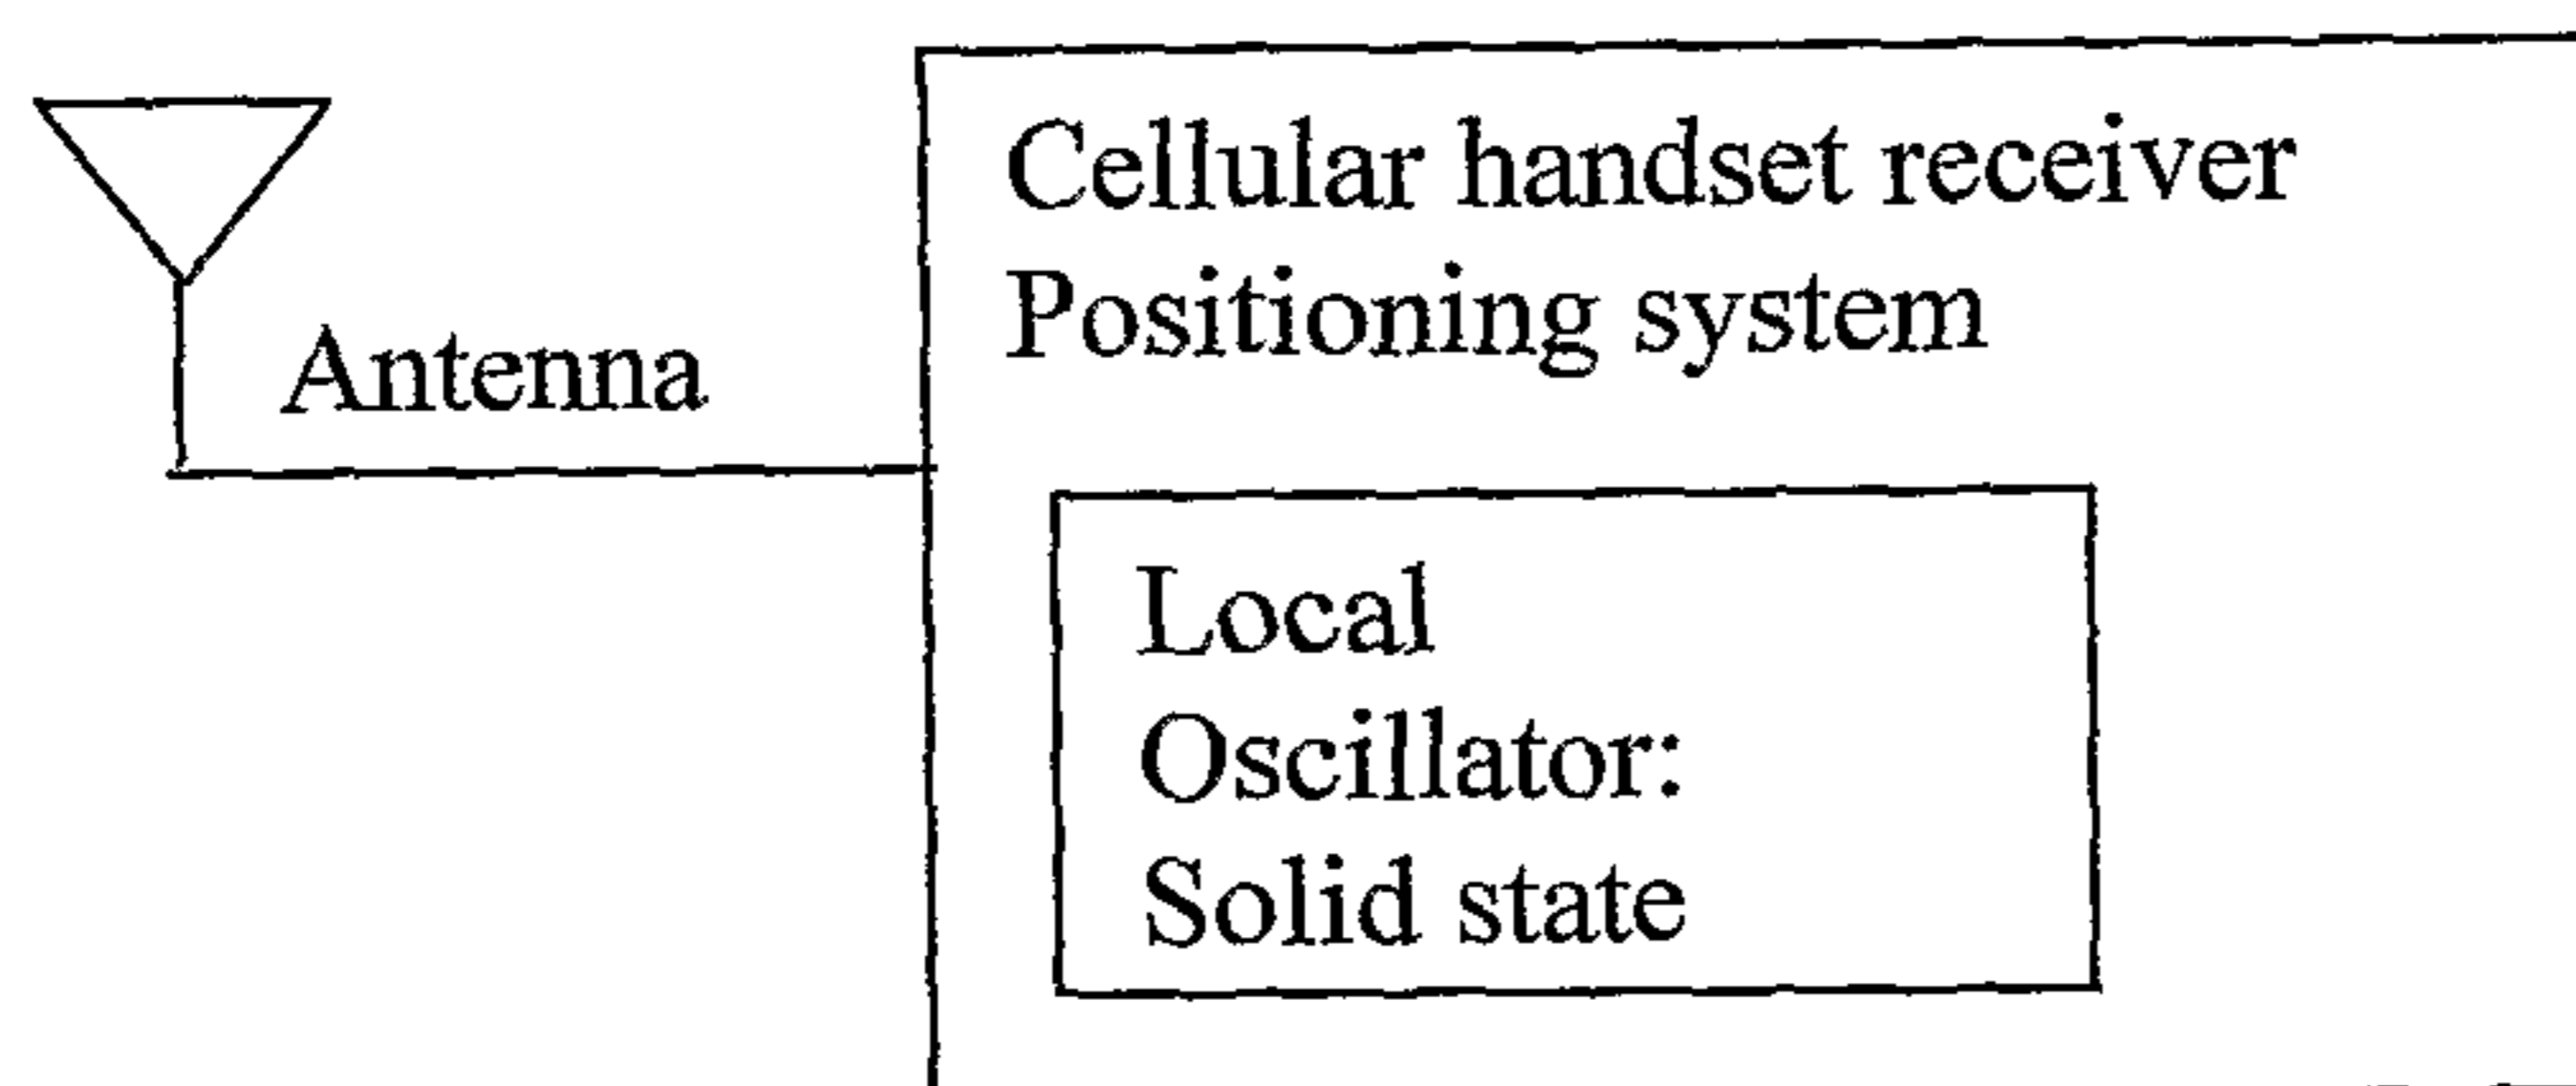 Cellular handset receiver
Positioning system
Antenna
Local
Oscillator:
Solid state